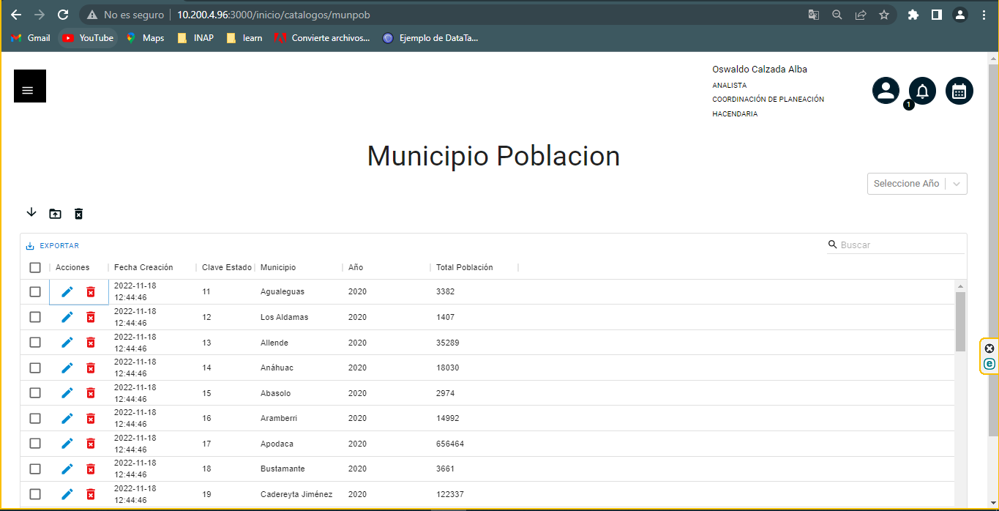 No es seguro 10.200.4.96:3000/inicio/catalogos/munpob
Gmail YouTube Maps INAP learn Convierte archivos... Ejemplo de DataTa...
Oswaldo Calzada Alba
ANALISTA
COORDINACIÓN DE PLANEACIÓN
HACENDARIA
1
Municipio Poblacion
Seleccione Año
EXPORTAR Buscar
Acciones Fecha Creación Clave Estado Municipio Año Total Población
2022-11-18
12:44:46 11 Agualeguas 2020 3382
2022-11-18
12:44:46 12 Los Aldamas 2020 1407
2022-11-18
12:44:46 13 Allende 2020 35289
2022-11-18
12:44:46 14 Anáhuac 2020 18030
2022-11-18
12:44:46 15 Abasolo 2020 2974
2022-11-18
12:44:46 16 Aramberri 2020 14992
2022-11-18
12:44:46 17 Apodaca 2020 656464
2022-11-18
12:44:46 18 Bustamante 2020 3661
2022-11-18
12:44:46 19 Cadereyta Jiménez 2020 122337